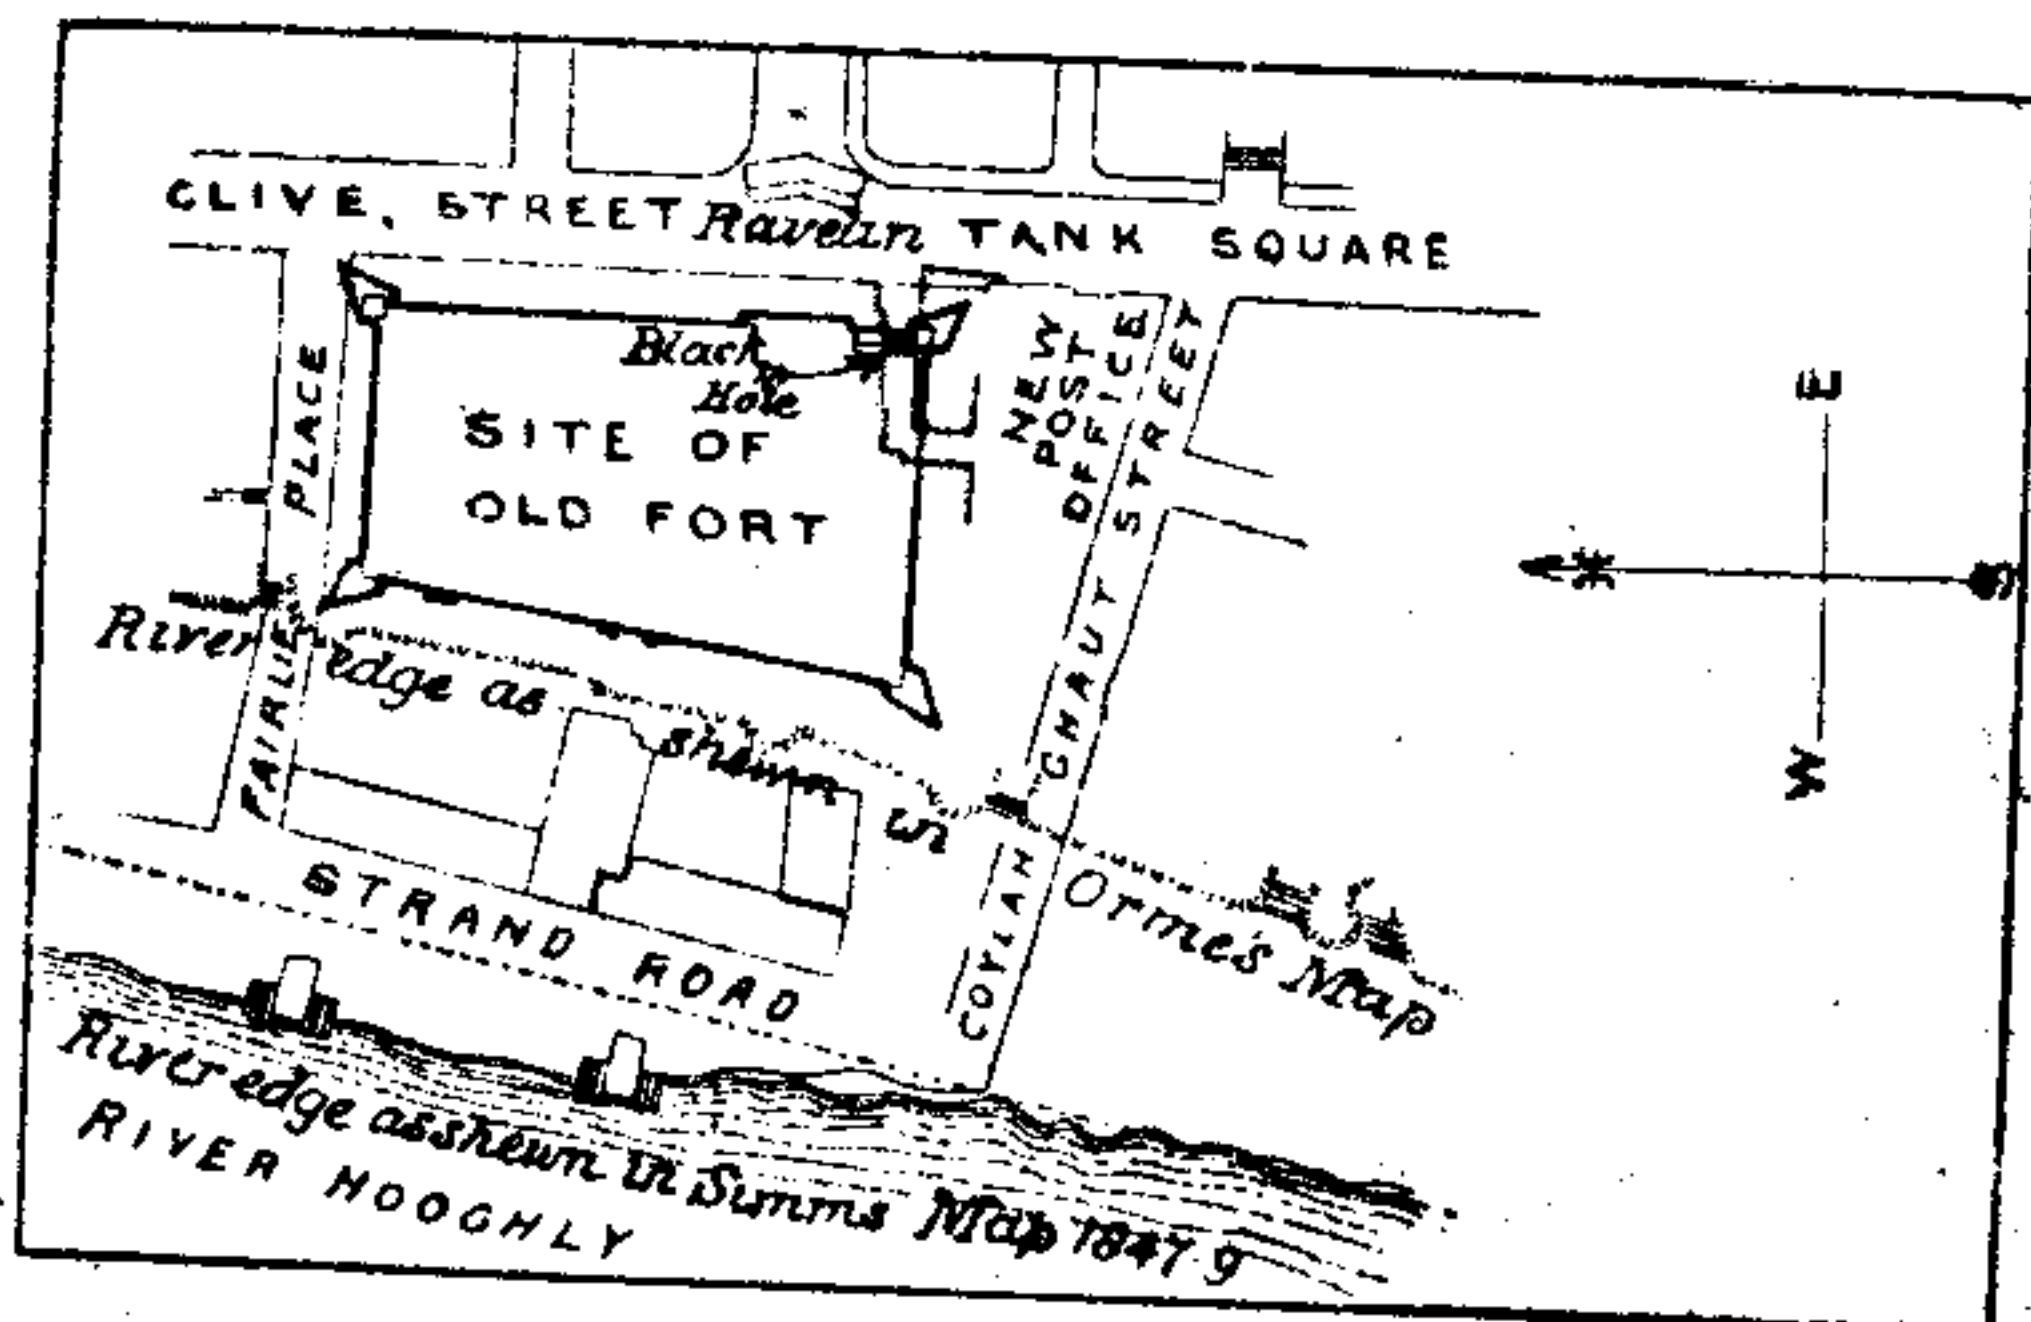 CLIVE, STREET
Ravelin
TANK SQUARE
Black
Hole
SITE OF
OLD FORT
NEW
POST
OFFICE
FAIRLIE PLACE
COYLAH GHAUT STREET
River edge as shewn in Orme's Map
STRAND ROAD
River edge as shewn in Simms Map 1847.9
RIVER HOOGHLY
E
S
W